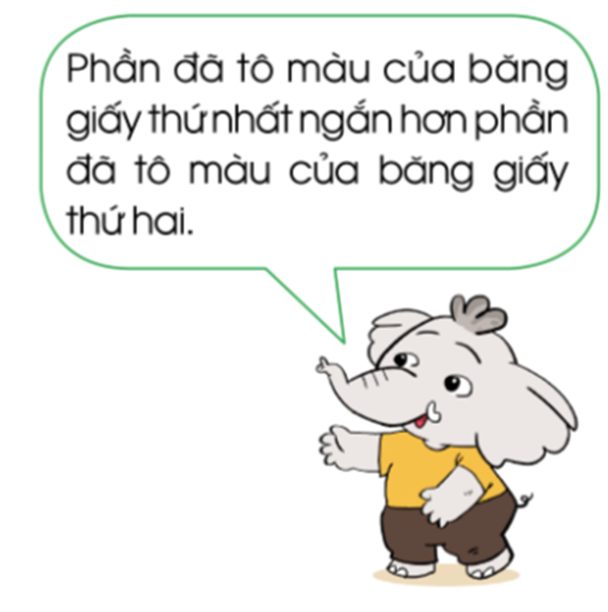 Phần đã tô màu của băng
giấy thứ nhất ngắn hơn phần
đã tô màu của băng giấy
thứ hai.